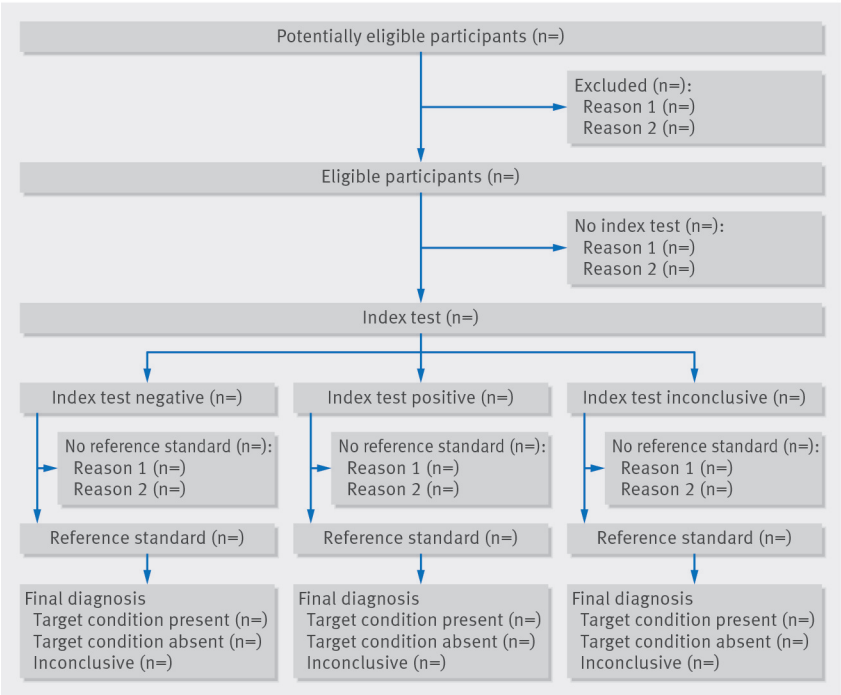 Potentially eligible participants (n=)
Excluded (n=):
Reason 1 (n=)
Reason 2 (n=)
Eligible participants (n=)
No index test (n=):
Reason 1 (n=)
Reason 2 (n=)
Index test (n=)
Index test negative (n=)
No reference standard (n=):
Reason 1 (n=)
Reason 2 (n=)
Reference standard (n=)
Final diagnosis
Target condition present (n=)
Target condition absent (n=)
Inconclusive (n=)
Index test positive (n=)
No reference standard (n=):
Reason 1 (n=)
Reason 2 (n=)
Reference standard (n=)
Final diagnosis
Target condition present (n=)
Target condition absent (n=)
Inconclusive (n=)
Index test inconclusive (n=)
No reference standard (n=):
Reason 1 (n=)
Reason 2 (n=)
Reference standard (n=)
Final diagnosis
Target condition present (n=)
Target condition absent (n=)
Inconclusive (n=)